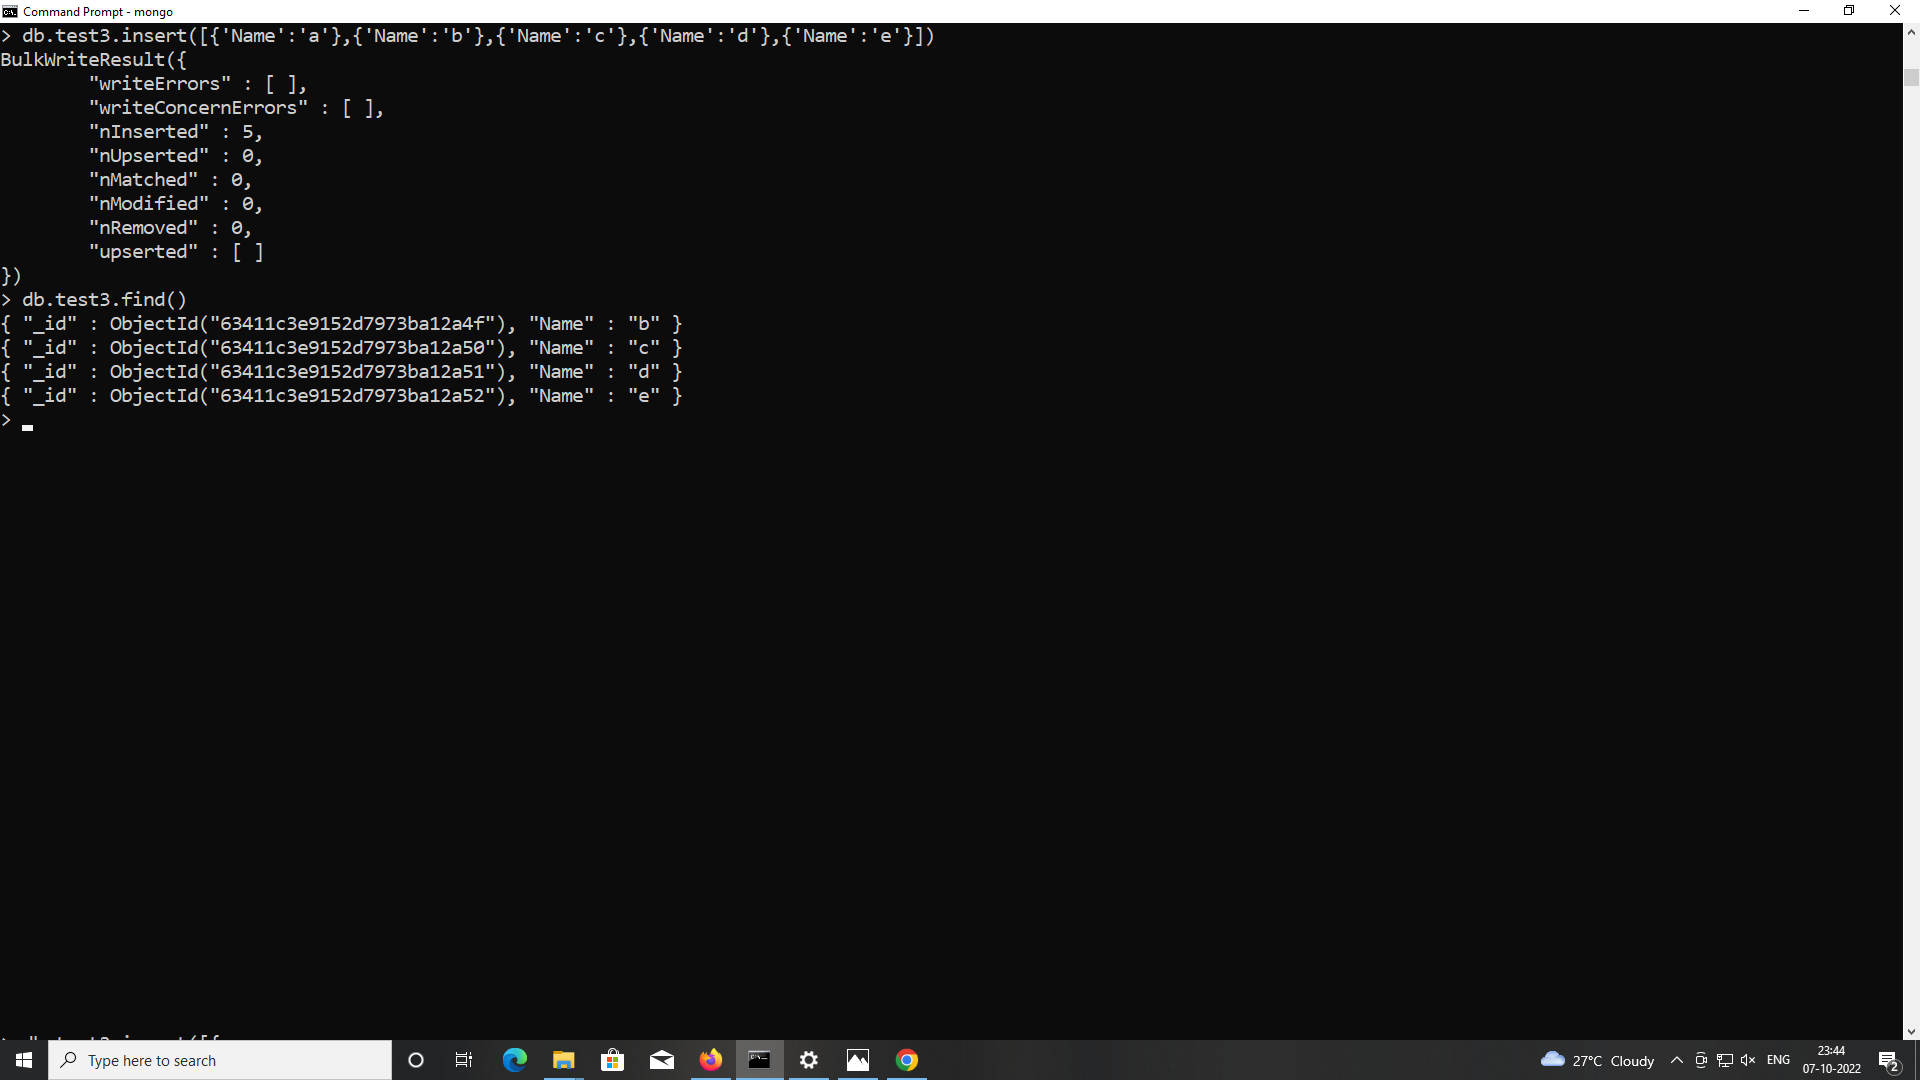 Command Prompt - mongo
> db.test3.insert([{'Name':'a'},{'Name':'b'},{'Name':'c'},{'Name':'d'},{'Name':'e'}])
BulkWriteResult({
        "writeErrors" : [ ],
        "writeConcernErrors" : [ ],
        "nInserted" : 5,
        "nUpserted" : 0,
        "nMatched" : 0,
        "nModified" : 0,
        "nRemoved" : 0,
        "upserted" : [ ]
})
> db.test3.find()
{ "_id" : ObjectId("63411c3e9152d7973ba12a4f"), "Name" : "b" }
{ "_id" : ObjectId("63411c3e9152d7973ba12a50"), "Name" : "c" }
{ "_id" : ObjectId("63411c3e9152d7973ba12a51"), "Name" : "d" }
{ "_id" : ObjectId("63411c3e9152d7973ba12a52"), "Name" : "e" }
>
Type here to search
27°C Cloudy
ENG
23:44
07-10-2022
2